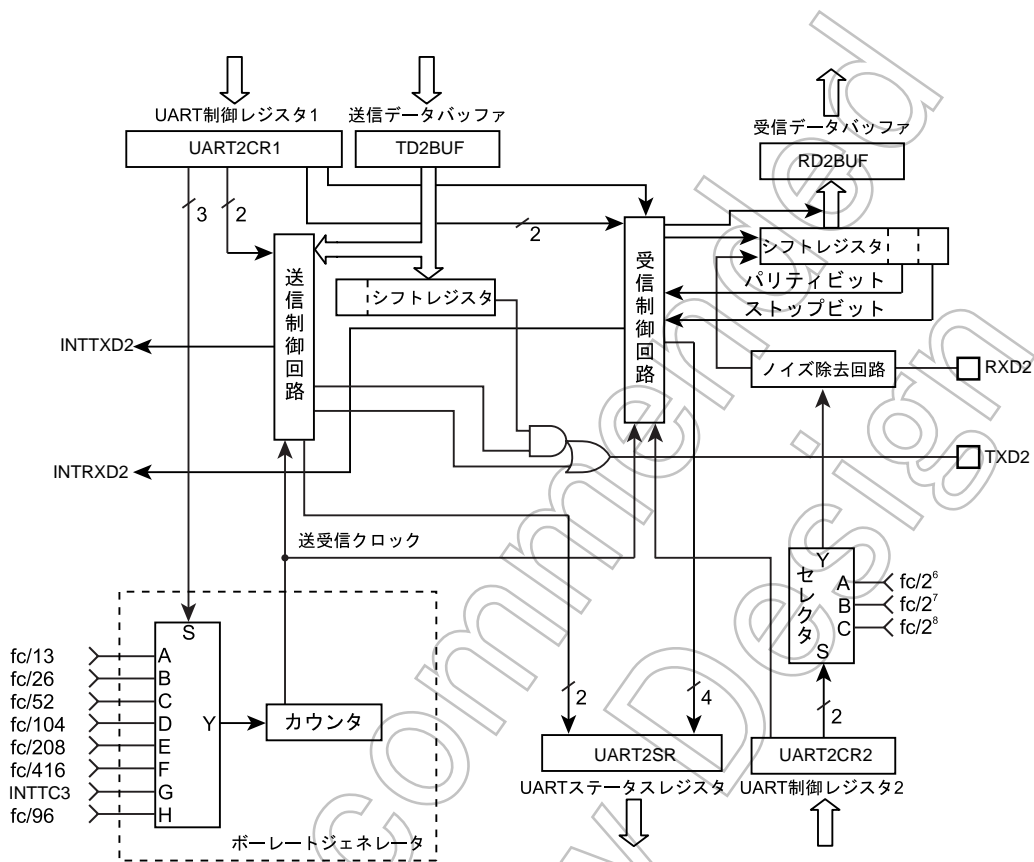 UART制御レジスタ1
送信データバッファ
受信データバッファ
UART2CR1
TD2BUF
RD2BUF
3
2
2
送信制御回路
シフトレジスタ
受信制御回路
シフトレジスタ
パリティビット
ストップビット
INTTXD2
ノイズ除去回路
RXD2
INTRXD2
TXD2
送受信クロック
セレクタ
Y
A
B
C
S
fc/2⁶
fc/2⁷
fc/2⁸
S
fc/13
A
fc/26
B
fc/52
C
fc/104
D
fc/208
E
fc/416
F
INTTC3
G
fc/96
H
Y
カウンタ
2
4
2
UART2SR
UART2CR2
UARTステータスレジスタ
UART制御レジスタ2
ボーレートジェネレータ
commended
Design